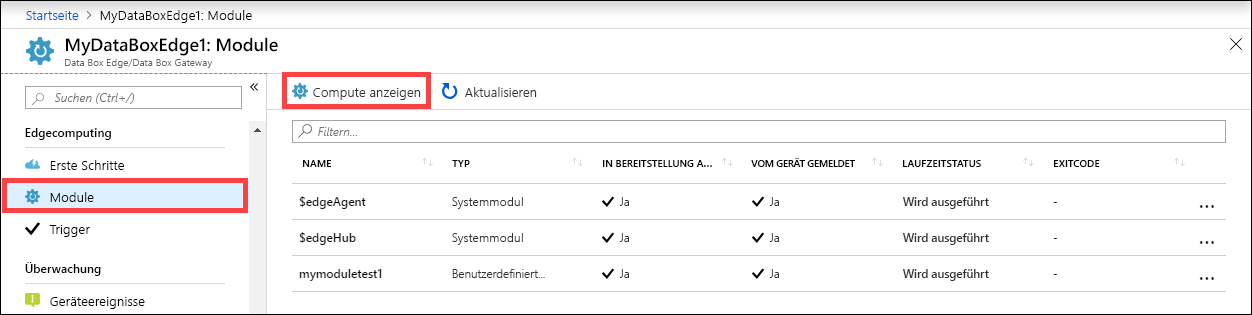 Startseite > MyDataBoxEdge1: Module
MyDataBoxEdge1: Module
Data Box Edge/Data Box Gateway
Suchen (Ctrl+/)
«
Edgecomputing
Erste Schritte
Module
Trigger
Überwachung
Geräteereignisse
Compute anzeigen Aktualisieren
Filtern...
NAME TYP IN BEREITSTELLUNG A... VOM GERÄT GEMELDET LAUFZEITSTATUS EXITCODE
$edgeAgent Systemmodul Ja Ja Wird ausgeführt - ...
$edgeHub Systemmodul Ja Ja Wird ausgeführt - ...
mymoduletest1 Benutzerdefiniert... Ja Ja Wird ausgeführt - ...